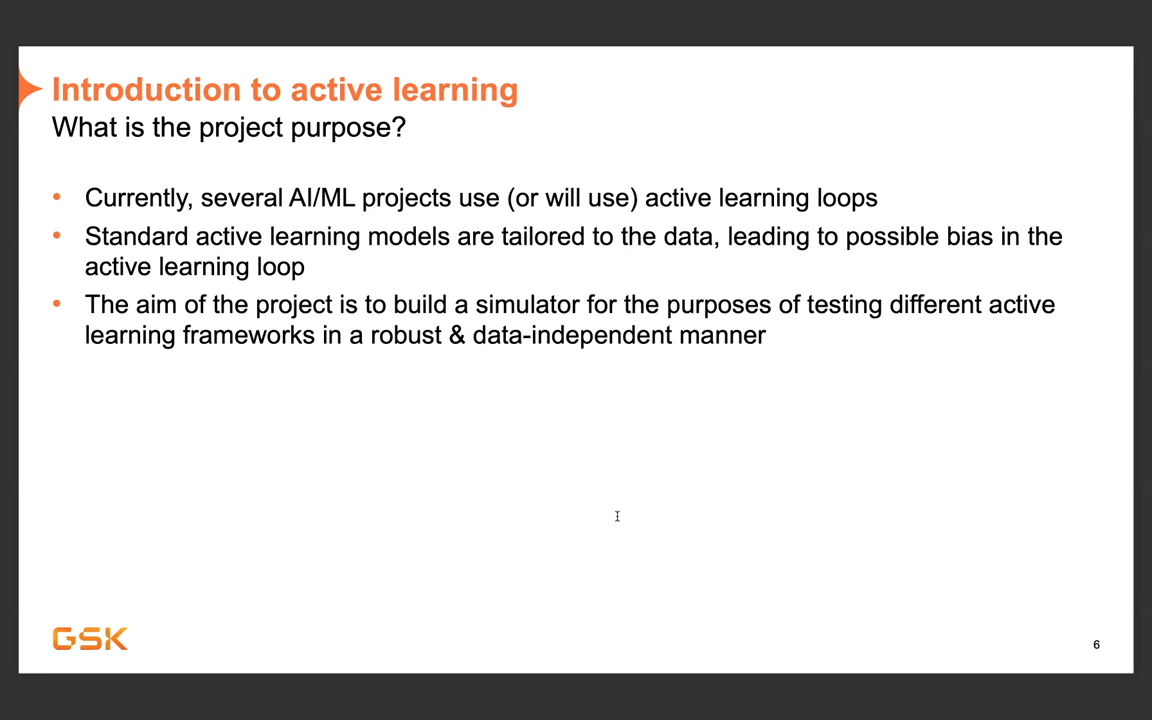 Introduction to active learning
What is the project purpose?
• Currently, several AI/ML projects use (or will use) active learning loops
• Standard active learning models are tailored to the data, leading to possible bias in the
active learning loop
• The aim of the project is to build a simulator for the purposes of testing different active
learning frameworks in a robust & data-independent manner
GSK
6